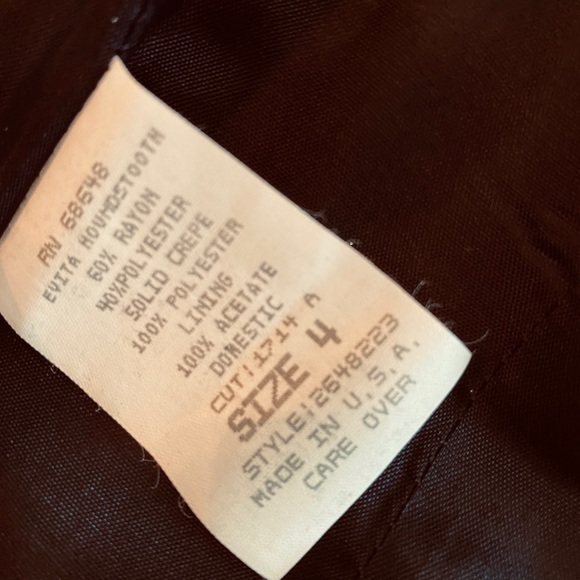 RN 68648
EVITA HOUNDSTOOTH
60% RAYON
40%POLYESTER
SOLID CREPE
100% POLYESTER
LINING
100% ACETATE
DOMESTIC
CUT:1714 A
SIZE 4
STYLE:2648223
MADE IN U.S.A.
CARE OVER